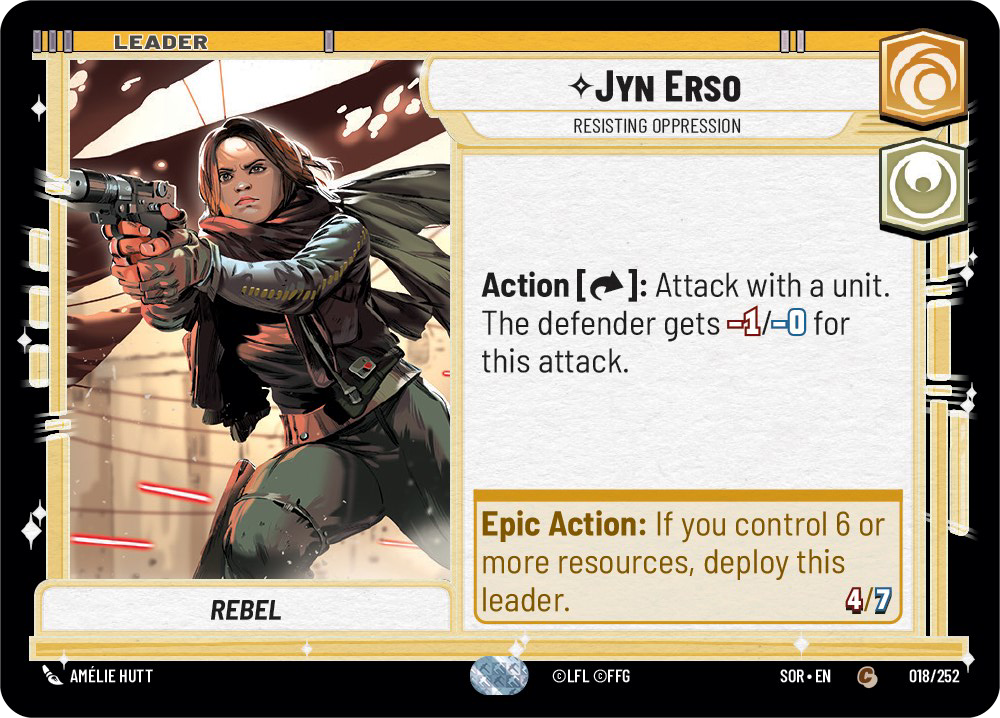 LEADER
JYN ERSO
RESISTING OPPRESSION
Action [ ]: Attack with a unit.
The defender gets -1/-0 for
this attack.
Epic Action: If you control 6 or
more resources, deploy this
leader.
4/7
REBEL
AMÉLIE HUTT
©LFL ©FFG
SOR • EN
C
018/252